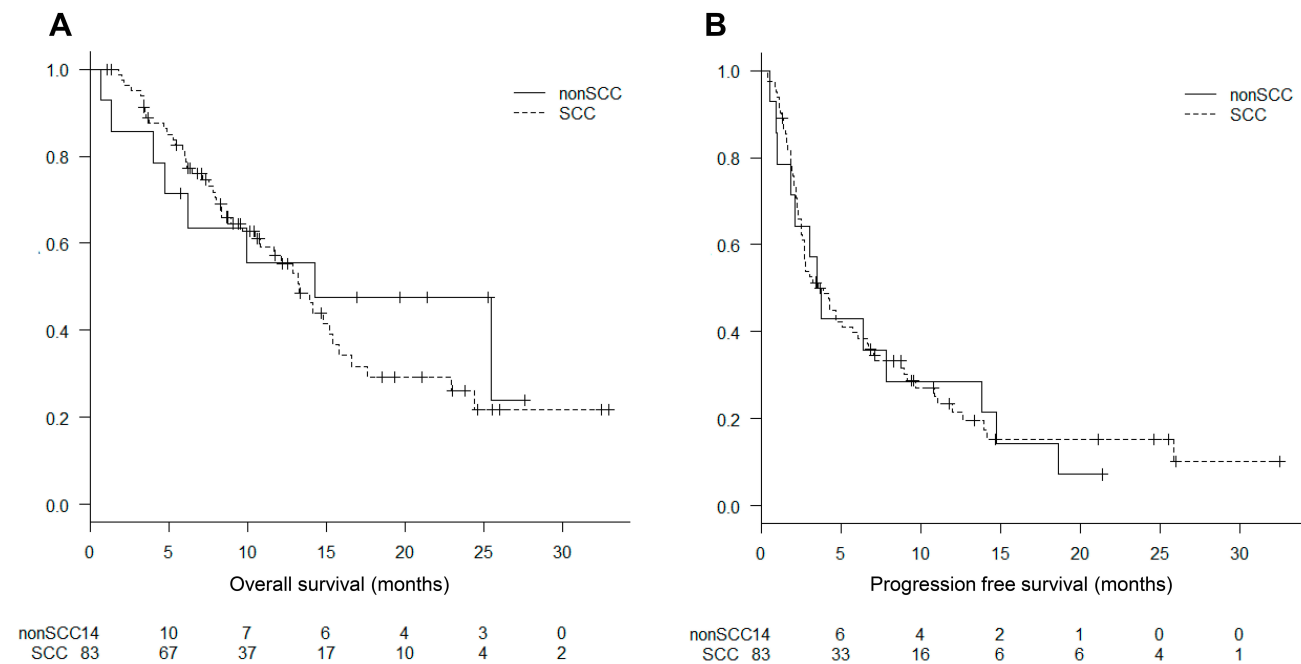 A
1.0
0.8
0.6
0.4
0.2
0.0
nonSCC
SCC
0 5 10 15 20 25 30
Overall survival (months)
nonSCC14 10 7 6 4 3 0
SCC 83 67 37 17 10 4 2
B
1.0
0.8
0.6
0.4
0.2
0.0
nonSCC
SCC
0 5 10 15 20 25 30
Progression free survival (months)
nonSCC14 6 4 2 1 0 0
SCC 83 33 16 6 6 4 1